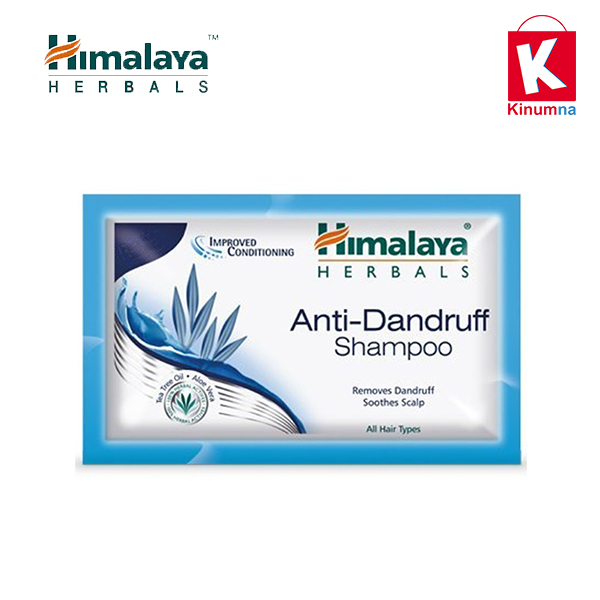 Himalaya™
HERBALS
K
Kinumna
IMPROVED
CONDITIONING
Himalaya®
HERBALS
Anti-Dandruff
Shampoo
Removes Dandruff
Soothes Scalp
All Hair Types
Tea Tree Oil • Aloe Vera